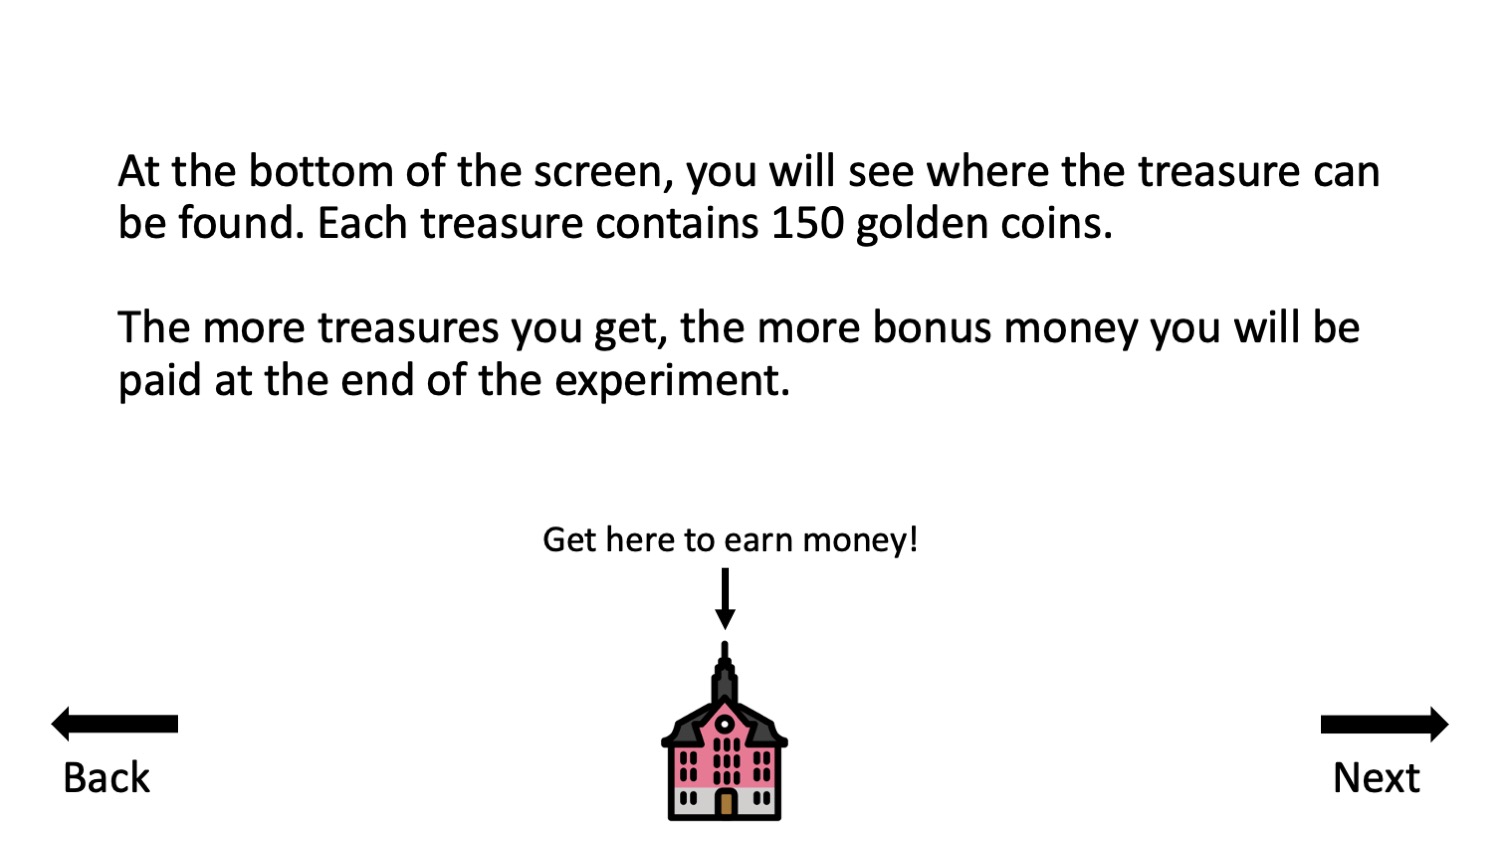 At the bottom of the screen, you will see where the treasure can
be found. Each treasure contains 150 golden coins.
The more treasures you get, the more bonus money you will be
paid at the end of the experiment.
Get here to earn money!
Back
Next